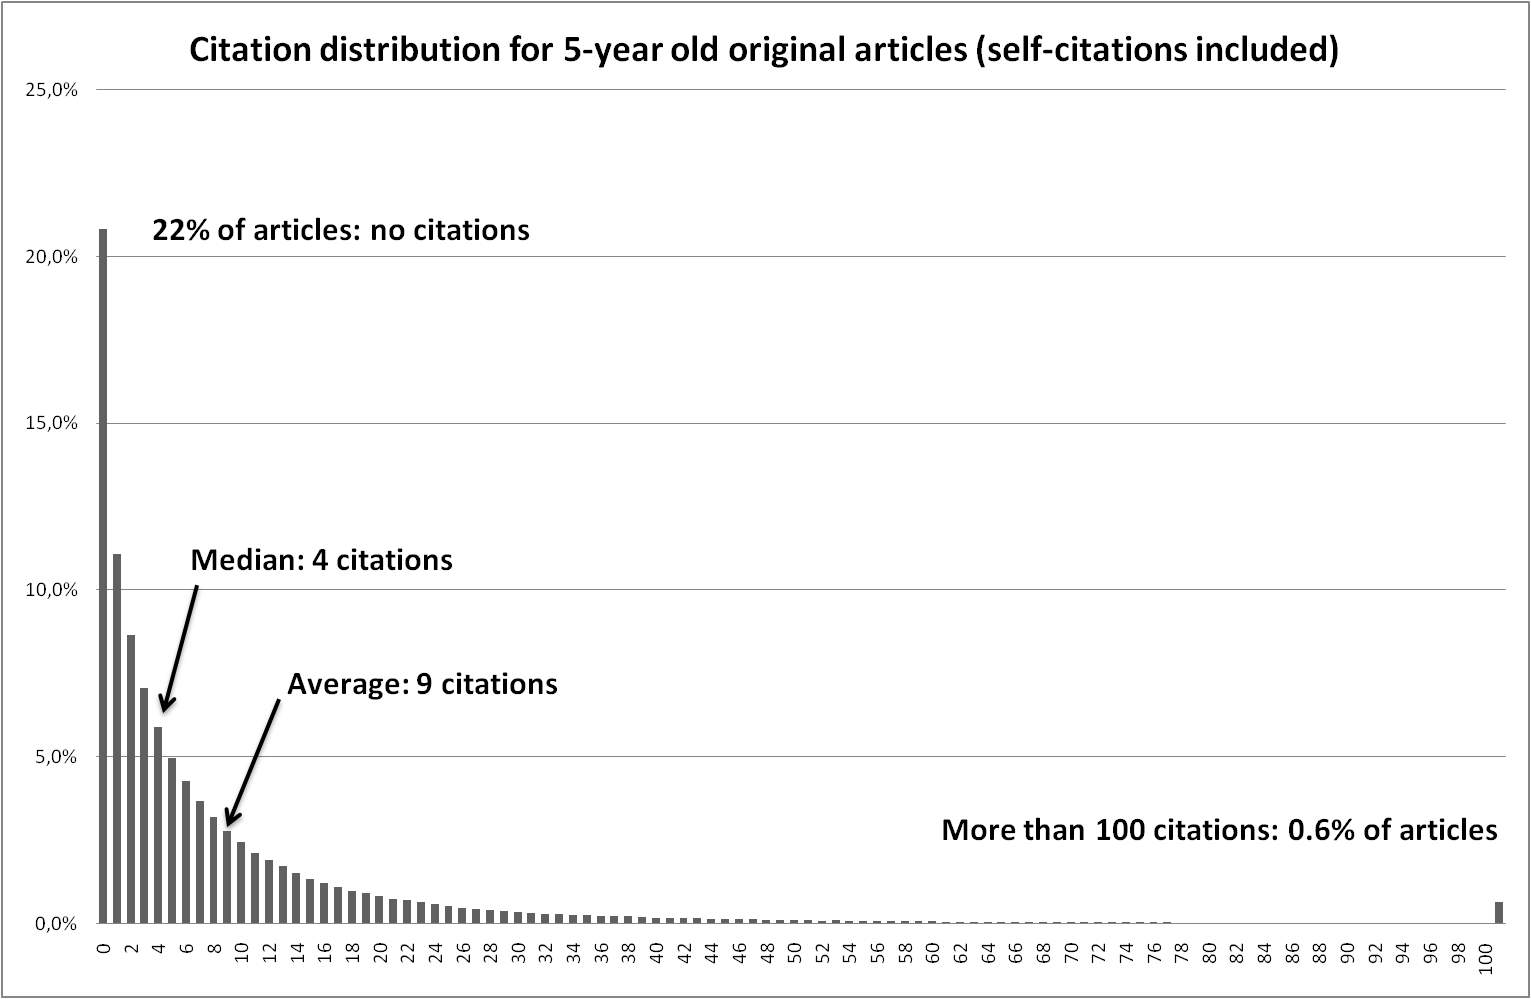 Citation distribution for 5-year old original articles (self-citations included)
25,0%
22% of articles: no citations
20,0%
15,0%
Median: 4 citations
10,0%
Average: 9 citations
5,0%
More than 100 citations: 0.6% of articles
0,0%
0 2 4 6 8 10 12 14 16 18 20 22 24 26 28 30 32 34 36 38 40 42 44 46 48 50 52 54 56 58 60 62 64 66 68 70 72 74 76 78 80 82 84 86 88 90 92 94 96 98 100